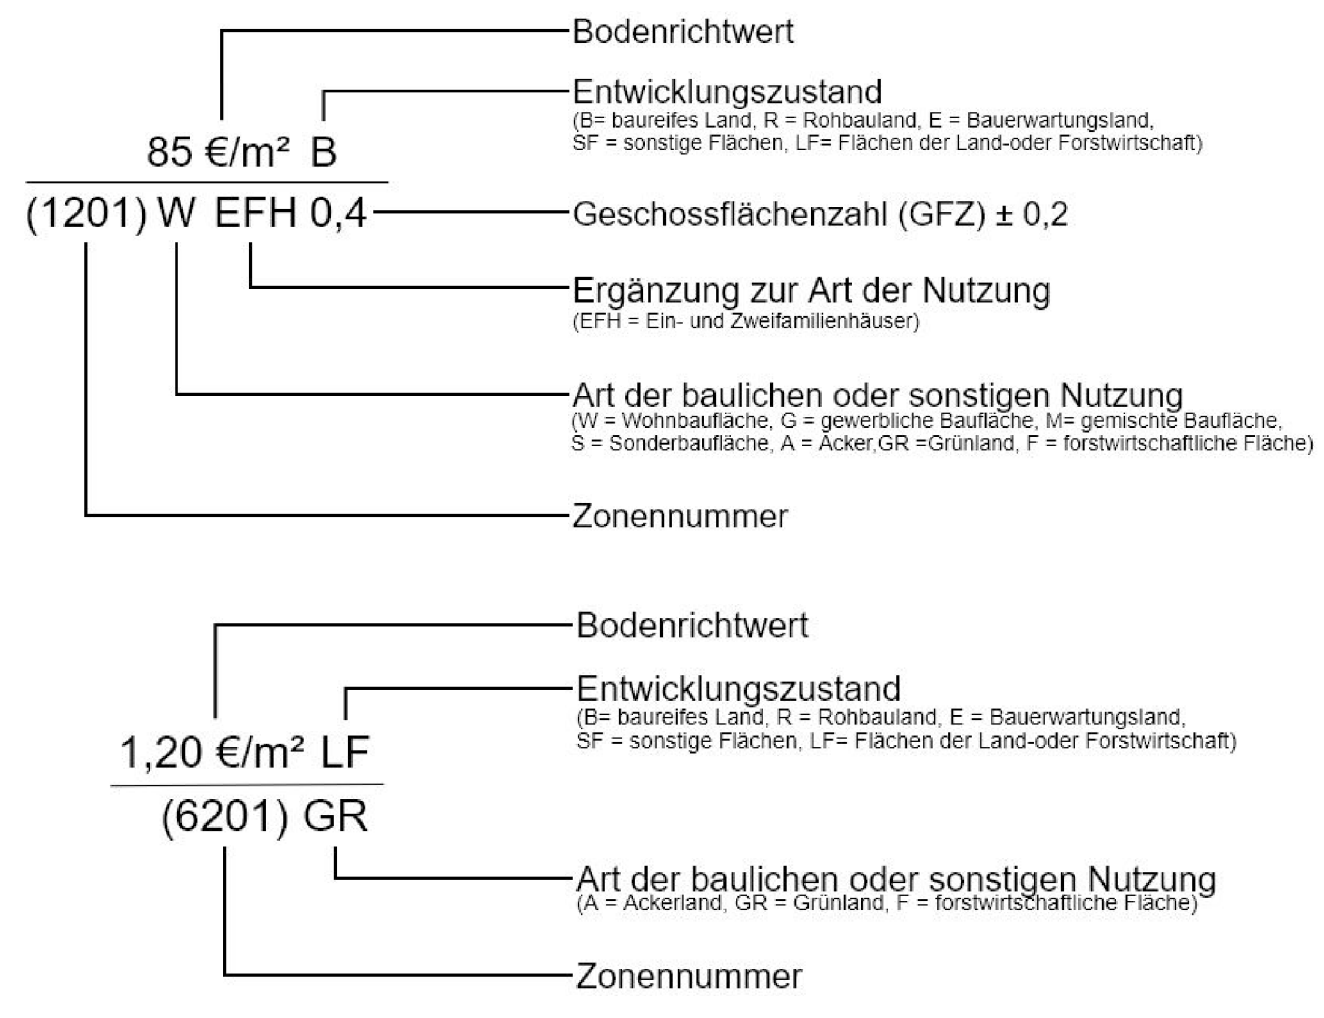 Bodenrichtwert
Entwicklungszustand
(B= baureifes Land, R = Rohbauland, E = Bauerwartungsland,
SF = sonstige Flächen, LF= Flächen der Land-oder Forstwirtschaft)
85 €/m² B
(1201) W EFH 0,4
Geschossflächenzahl (GFZ) ± 0,2
Ergänzung zur Art der Nutzung
(EFH = Ein- und Zweifamilienhäuser)
Art der baulichen oder sonstigen Nutzung
(W = Wohnbaufläche, G = gewerbliche Baufläche, M= gemischte Baufläche,
S = Sonderbaufläche, A = Acker,GR =Grünland, F = forstwirtschaftliche Fläche)
Zonennummer
Bodenrichtwert
Entwicklungszustand
(B= baureifes Land, R = Rohbauland, E = Bauerwartungsland,
SF = sonstige Flächen, LF= Flächen der Land-oder Forstwirtschaft)
1,20 €/m² LF
(6201) GR
Art der baulichen oder sonstigen Nutzung
(A = Ackerland, GR = Grünland, F = forstwirtschaftliche Fläche)
Zonennummer